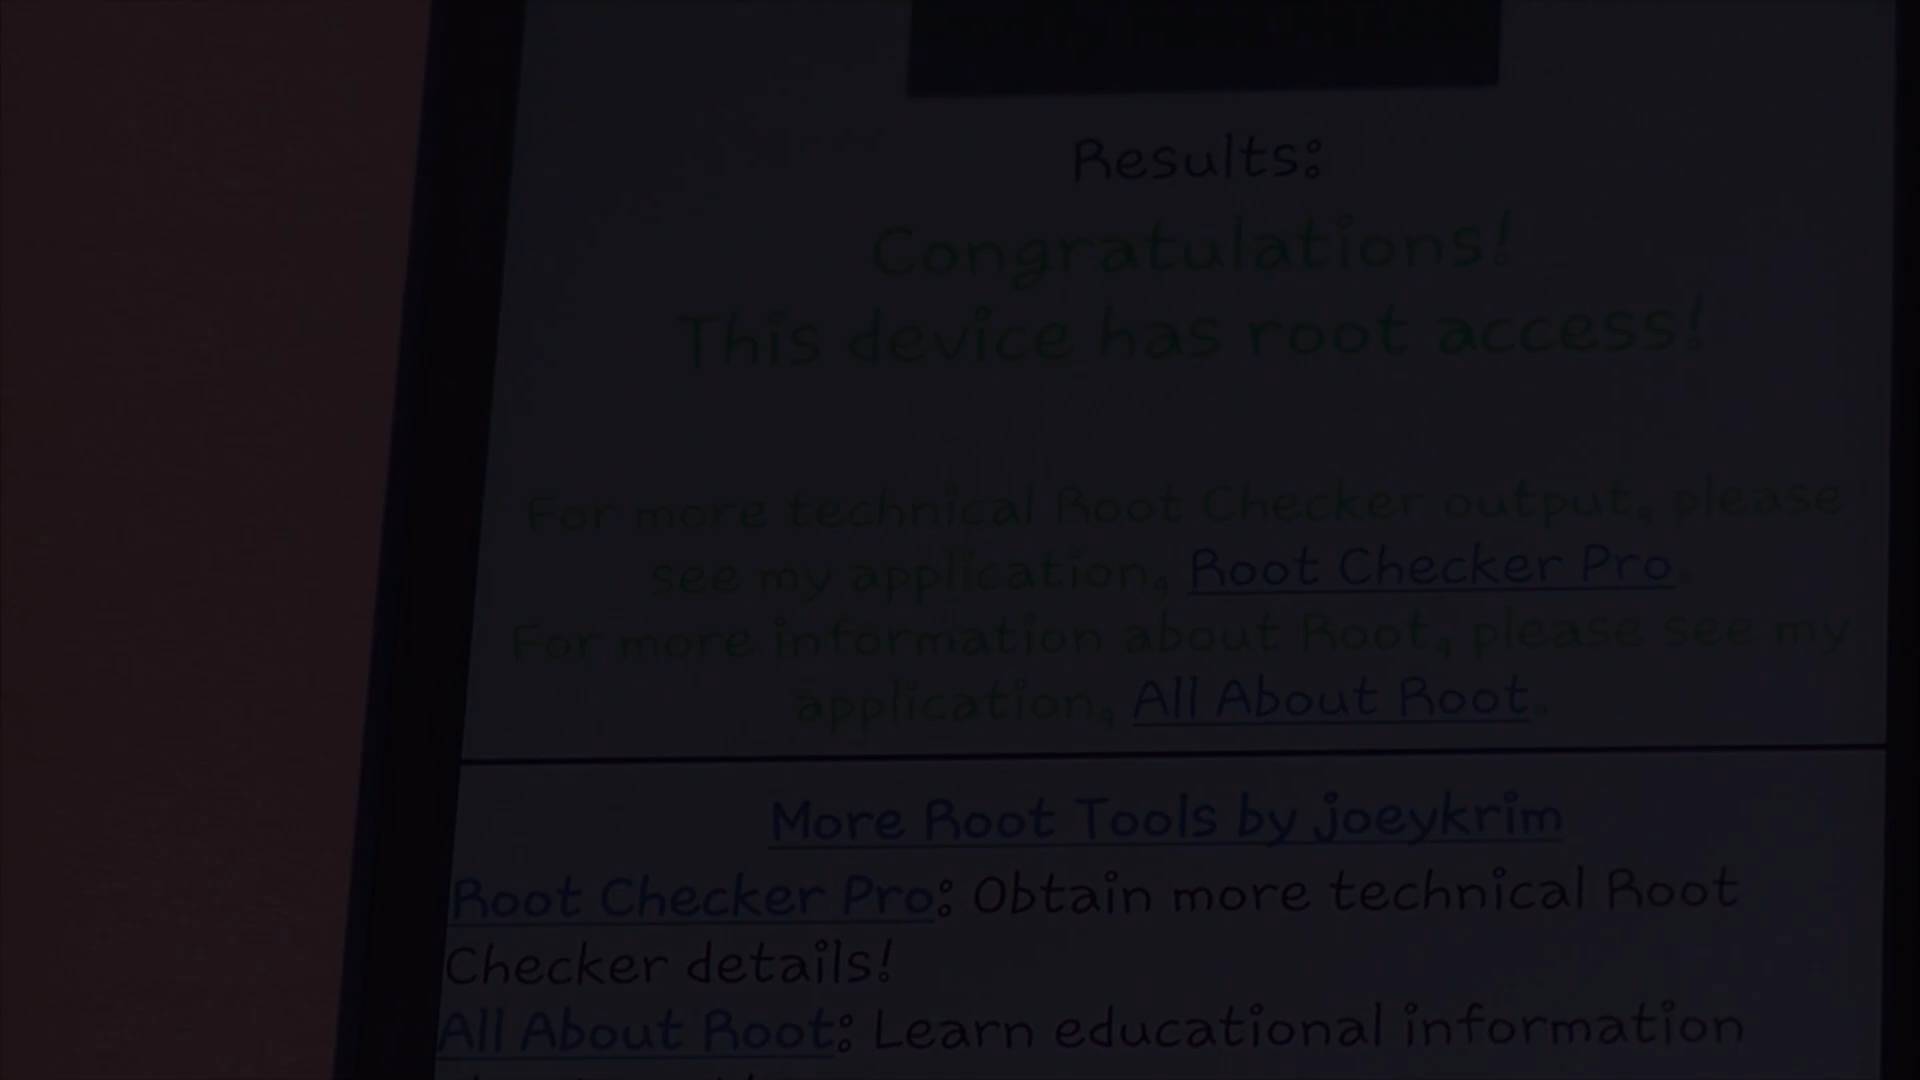 Results:
Congratulations!
This device has root access!
For more technical Root Checker output, please
see my application, Root Checker Pro.
For more information about Root, please see my
application, All About Root.
More Root Tools by joeykrim
Root Checker Pro: Obtain more technical Root
Checker details!
All About Root: Learn educational information